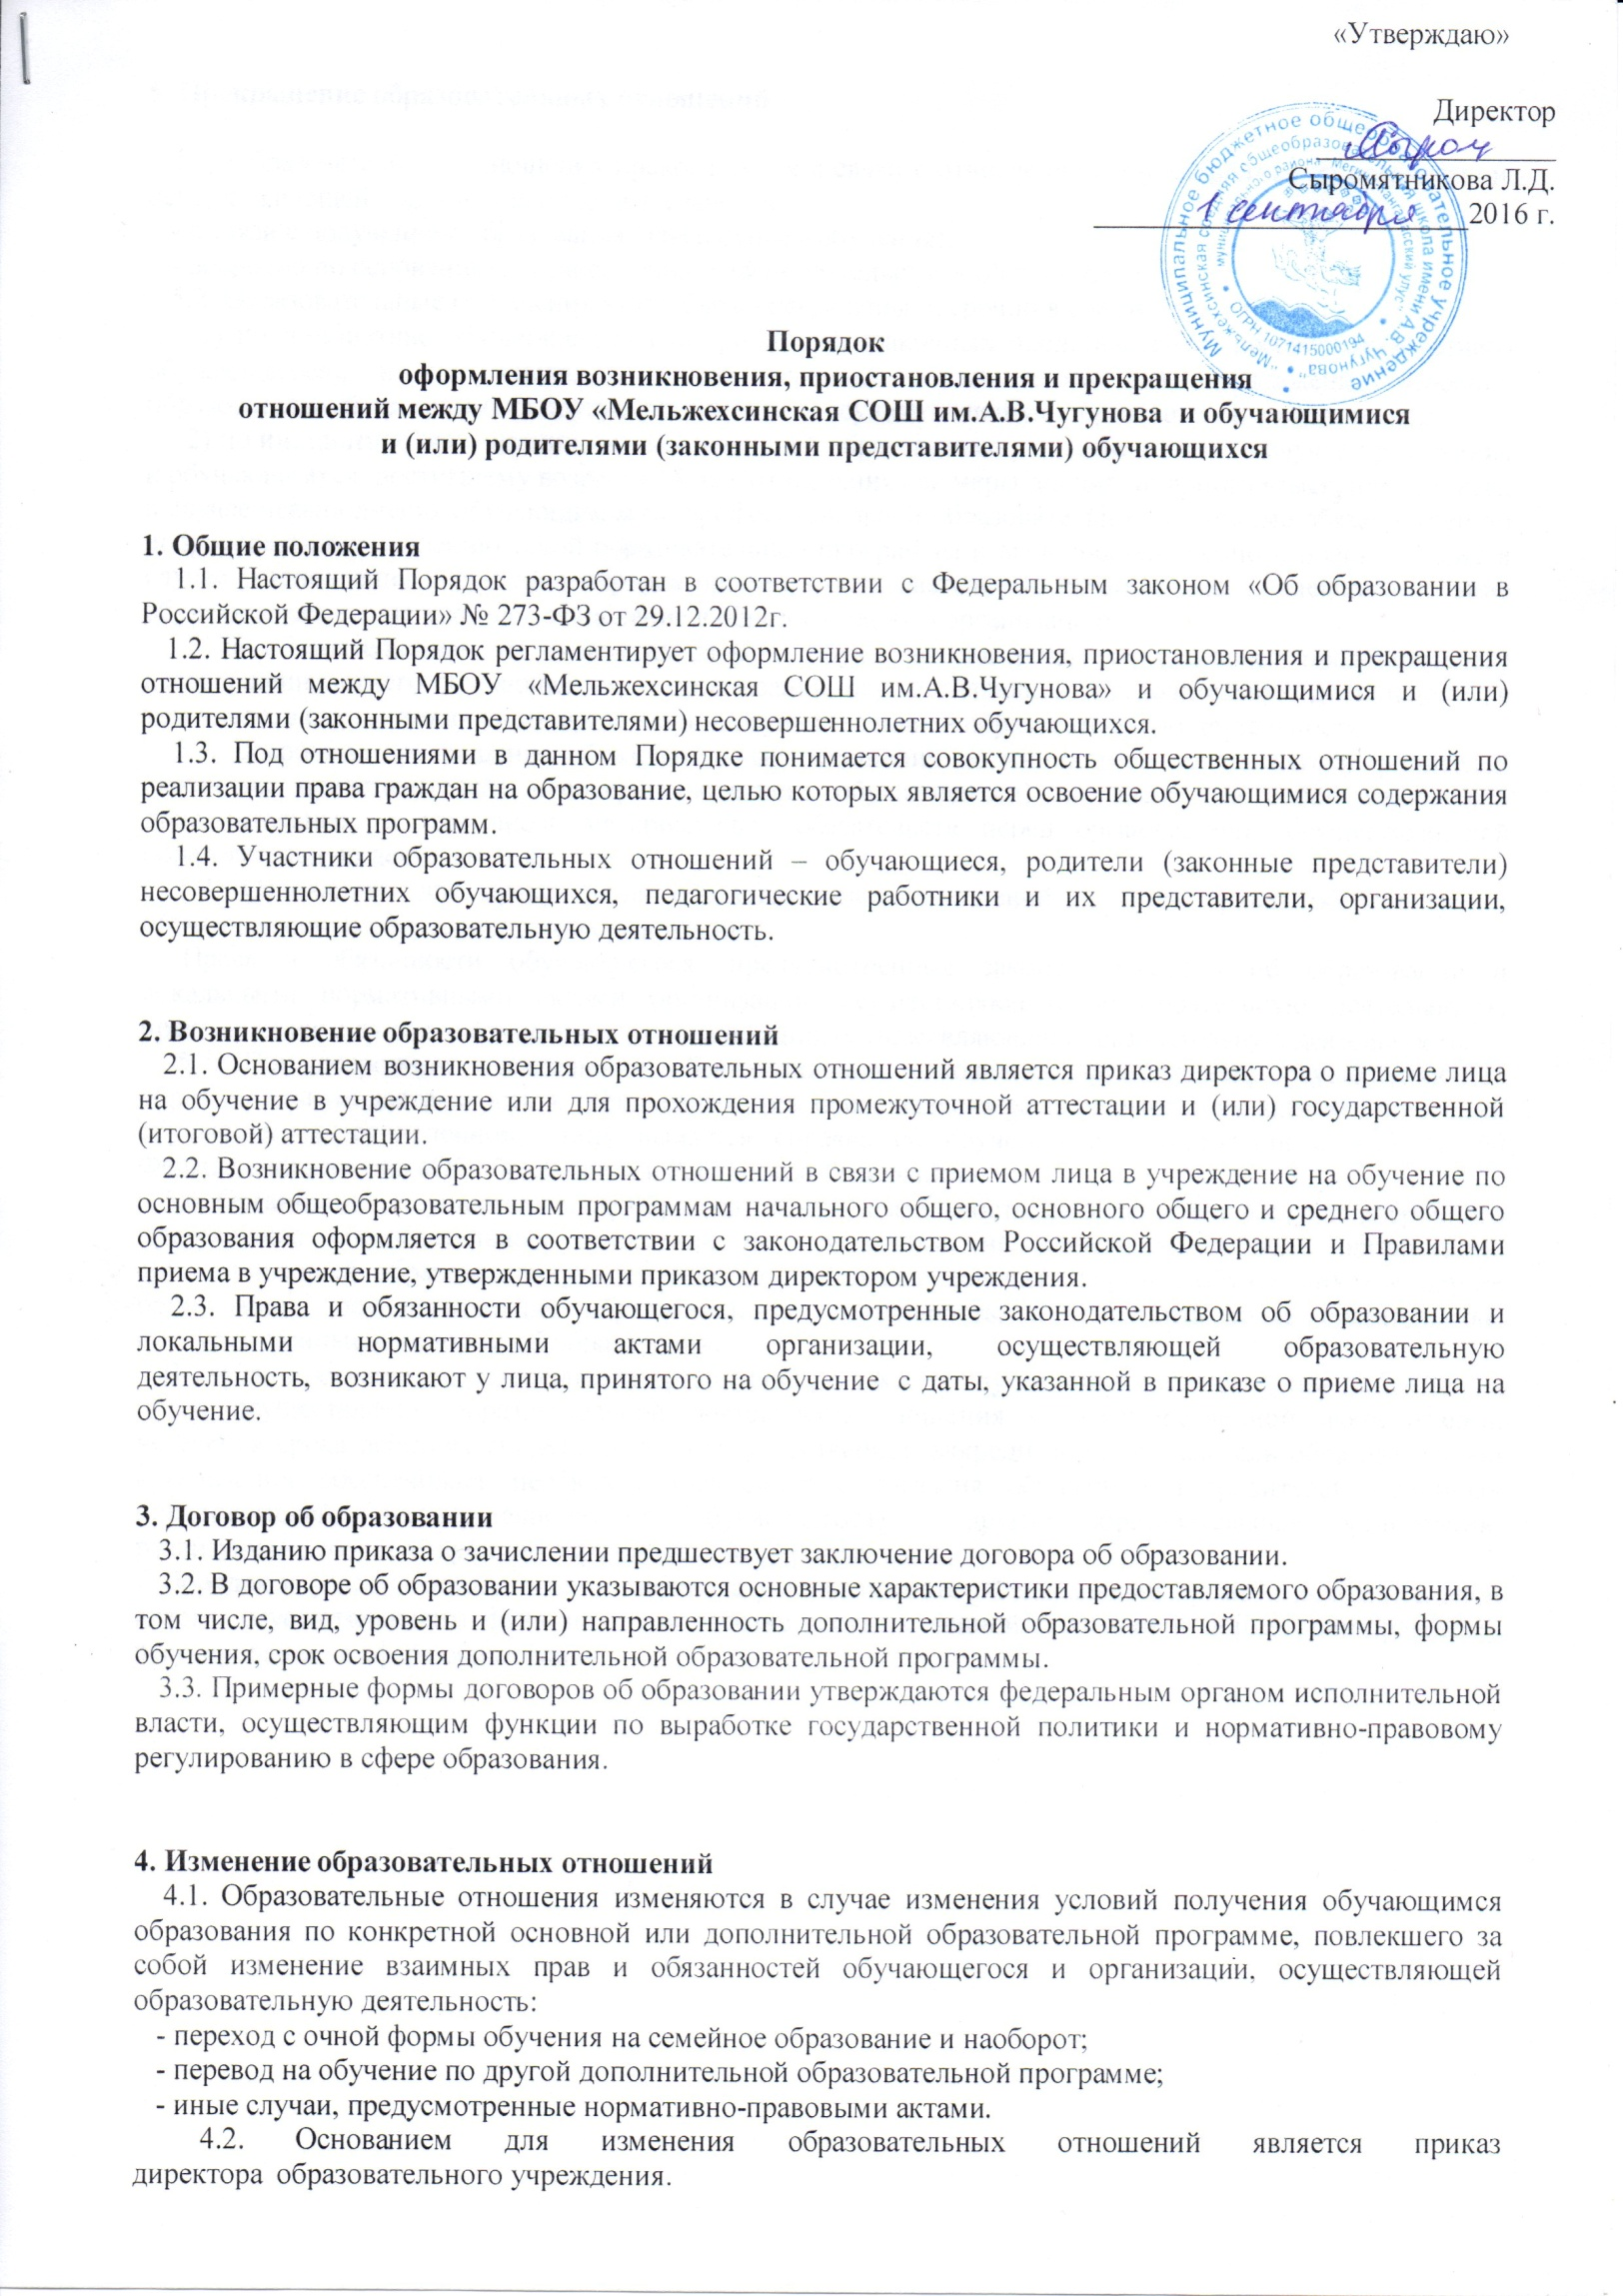 «Утверждаю»
Директор
Сыромятникова Л.Д.
1 сентября 2016 г.
Муниципальное бюджетное общеобразовательное учреждение
"Мельжехсинская средняя общеобразовательная школа имени А.В. Чугунова"
муниципального района "Мегино-Кангаласский улус"
ОГРН 1071415000194
Порядок
оформления возникновения, приостановления и прекращения
отношений между МБОУ «Мельжехсинская СОШ им.А.В.Чугунова и обучающимися
и (или) родителями (законными представителями) обучающихся
1. Общие положения
1.1. Настоящий Порядок разработан в соответствии с Федеральным законом «Об образовании в
Российской Федерации» № 273-ФЗ от 29.12.2012г.
1.2. Настоящий Порядок регламентирует оформление возникновения, приостановления и прекращения
отношений между МБОУ «Мельжехсинская СОШ им.А.В.Чугунова» и обучающимися и (или)
родителями (законными представителями) несовершеннолетних обучающихся.
1.3. Под отношениями в данном Порядке понимается совокупность общественных отношений по
реализации права граждан на образование, целью которых является освоение обучающимися содержания
образовательных программ.
1.4. Участники образовательных отношений – обучающиеся, родители (законные представители)
несовершеннолетних обучающихся, педагогические работники и их представители, организации,
осуществляющие образовательную деятельность.
2. Возникновение образовательных отношений
2.1. Основанием возникновения образовательных отношений является приказ директора о приеме лица
на обучение в учреждение или для прохождения промежуточной аттестации и (или) государственной
(итоговой) аттестации.
2.2. Возникновение образовательных отношений в связи с приемом лица в учреждение на обучение по
основным общеобразовательным программам начального общего, основного общего и среднего общего
образования оформляется в соответствии с законодательством Российской Федерации и Правилами
приема в учреждение, утвержденными приказом директором учреждения.
2.3. Права и обязанности обучающегося, предусмотренные законодательством об образовании и
локальными нормативными актами организации, осуществляющей образовательную
деятельность, возникают у лица, принятого на обучение с даты, указанной в приказе о приеме лица на
обучение.
3. Договор об образовании
3.1. Изданию приказа о зачислении предшествует заключение договора об образовании.
3.2. В договоре об образовании указываются основные характеристики предоставляемого образования, в
том числе, вид, уровень и (или) направленность дополнительной образовательной программы, формы
обучения, срок освоения дополнительной образовательной программы.
3.3. Примерные формы договоров об образовании утверждаются федеральным органом исполнительной
власти, осуществляющим функции по выработке государственной политики и нормативно-правовому
регулированию в сфере образования.
4. Изменение образовательных отношений
4.1. Образовательные отношения изменяются в случае изменения условий получения обучающимся
образования по конкретной основной или дополнительной образовательной программе, повлекшего за
собой изменение взаимных прав и обязанностей обучающегося и организации, осуществляющей
образовательную деятельность:
- переход с очной формы обучения на семейное образование и наоборот;
- перевод на обучение по другой дополнительной образовательной программе;
- иные случаи, предусмотренные нормативно-правовыми актами.
4.2. Основанием для изменения образовательных отношений является приказ
директора образовательного учреждения.